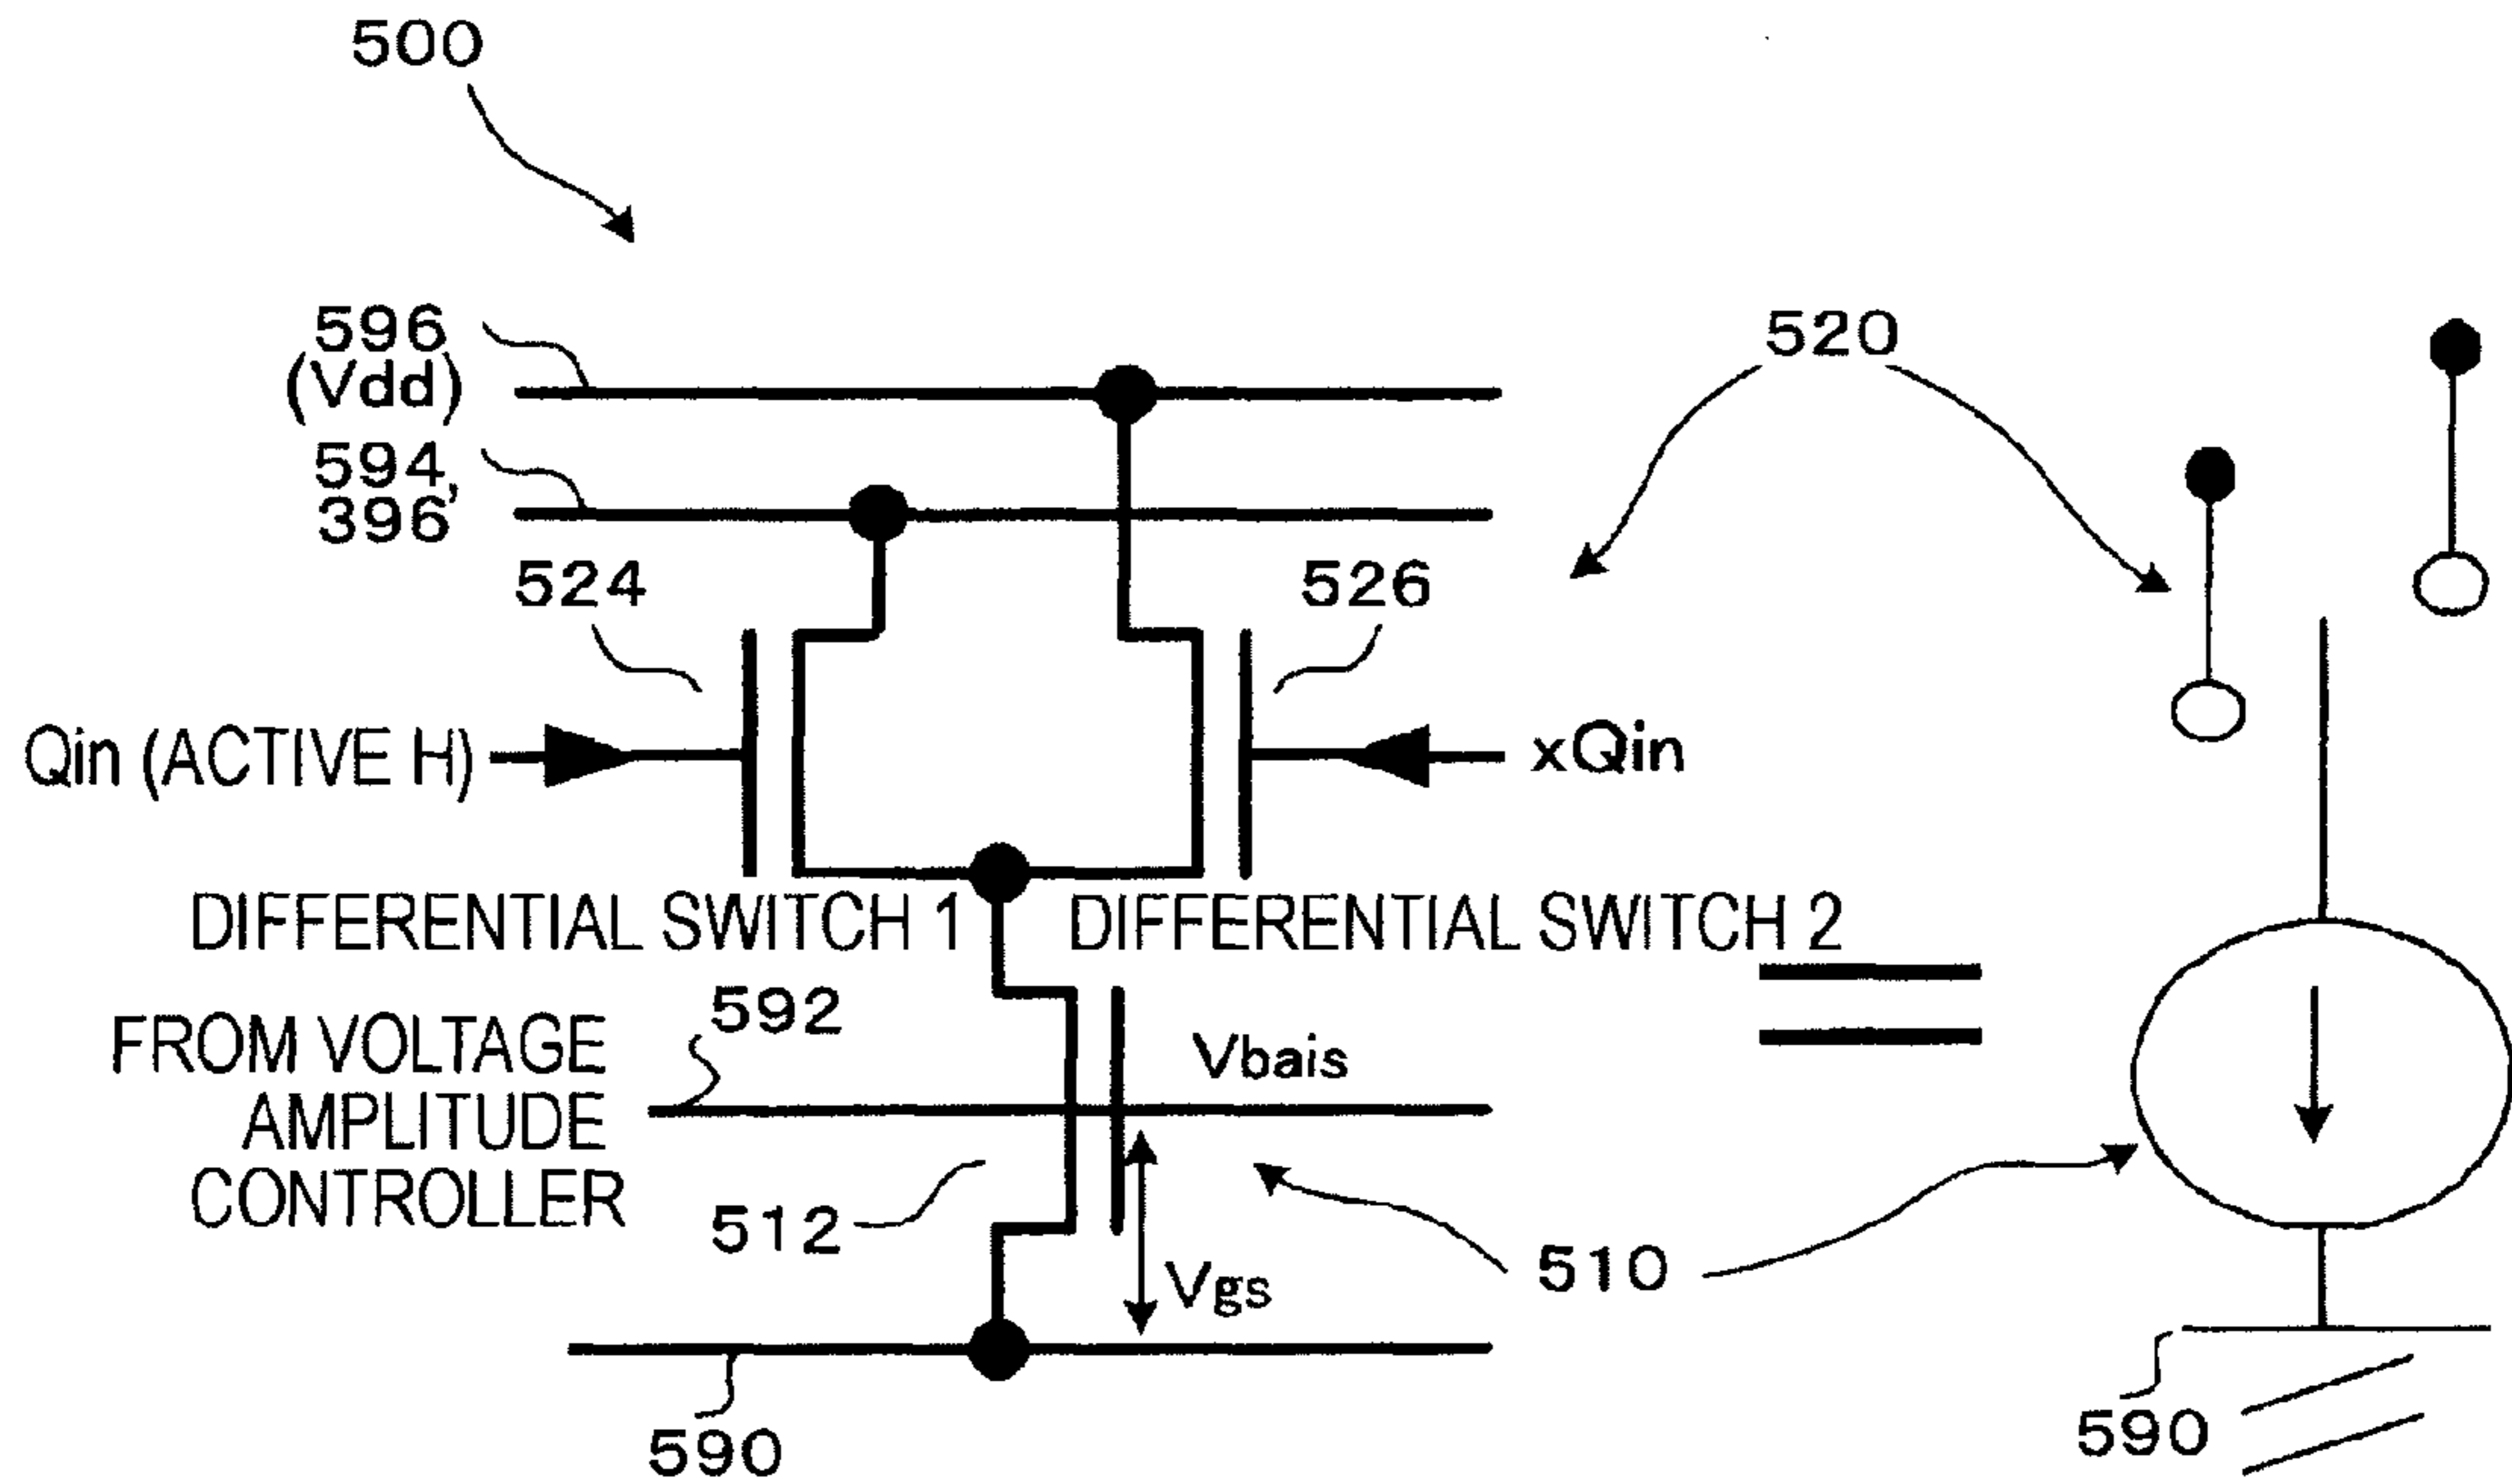 500
596
(Vdd)
520
594,
396
524
526
Qin (ACTIVE H)
xQin
DIFFERENTIAL SWITCH 1
DIFFERENTIAL SWITCH 2
592
FROM VOLTAGE
AMPLITUDE
CONTROLLER
Vbais
512
Vgs
510
590
590